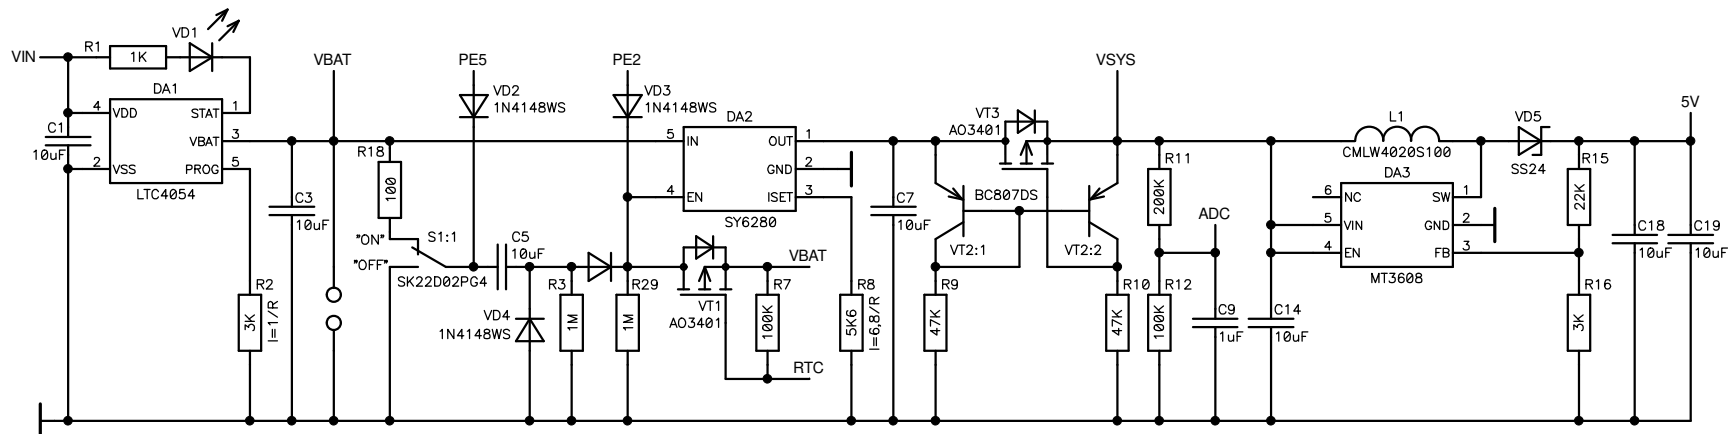 VIN
R1
1K
VD1
VBAT
PE5
PE2
VSYS
5V
DA1
4 VDD STAT 1
VBAT 3
2 VSS PROG 5
LTC4054
C1
10uF
R2
3K
I=1/R
C3
10uF
R18
100
"ON"
"OFF"
S1:1
SK22D02PG4
VD2
1N4148WS
VD3
1N4148WS
C5
10uF
VD4
1N4148WS
R3
1M
R29
1M
VT1
AO3401
VBAT
R7
100K
RTC
DA2
5 IN OUT 1
GND 2
4 EN ISET 3
SY6280
R8
5K6
I=6,8/R
C7
10uF
VT3
AO3401
BC807DS
VT2:1
VT2:2
R9
47K
R10
47K
R11
200K
R12
100K
ADC
C9
1uF
C14
10uF
L1
CMLW4020S100
DA3
6 NC SW 1
5 VIN GND 2
4 EN FB 3
MT3608
VD5
SS24
R15
22K
R16
3K
C18
10uF
C19
10uF